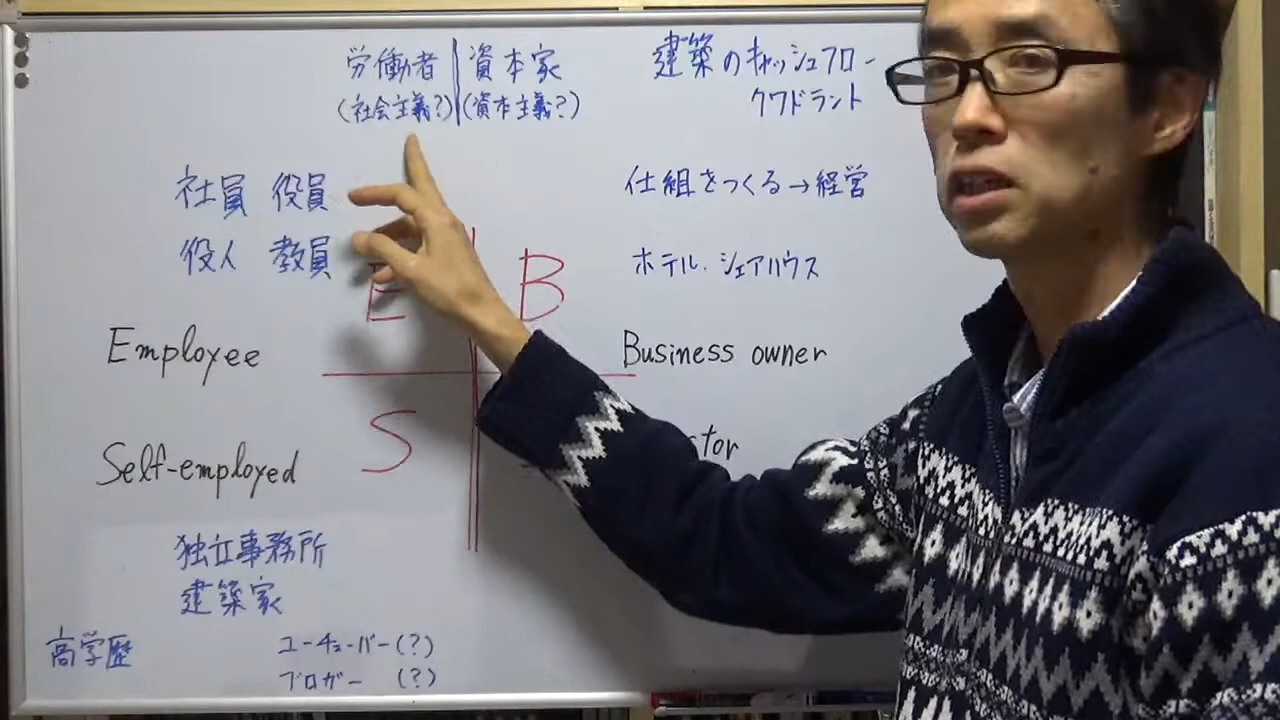 労働者 資本家
(社会主義?) (資本主義?)
建築のキャッシュフロー
クワドラント
社員 役員
役人 教員
仕組をつくる→経営
ホテル.シェアハウス
E B
Employee
Business owner
S
Self-employed
tor
独立事務所
建築家
高学歴
ユーチューバー(?)
ブロガー (?)